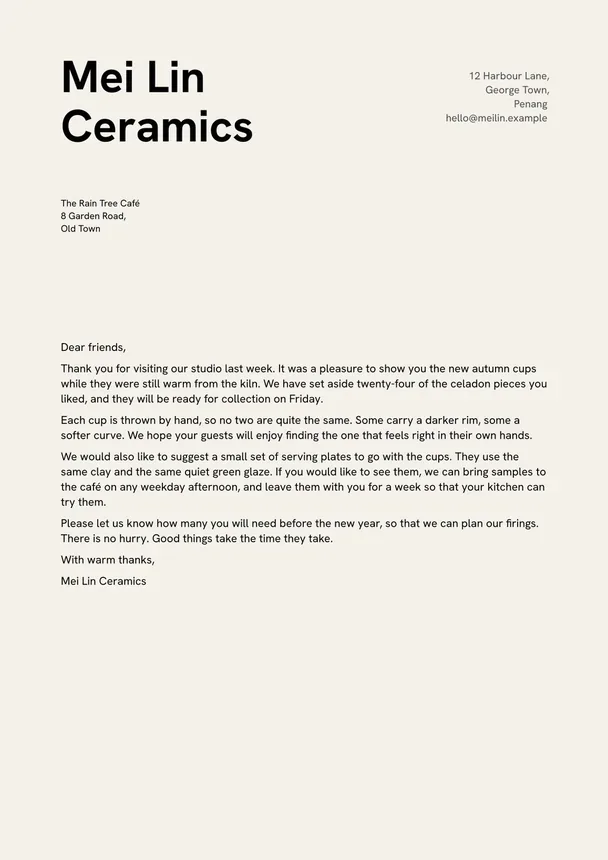 Mei Lin
Ceramics
12 Harbour Lane,
George Town,
Penang
hello@meilin.example
The Rain Tree Café
8 Garden Road,
Old Town
Dear friends,
Thank you for visiting our studio last week. It was a pleasure to show you the new autumn cups
while they were still warm from the kiln. We have set aside twenty-four of the celadon pieces you
liked, and they will be ready for collection on Friday.
Each cup is thrown by hand, so no two are quite the same. Some carry a darker rim, some a
softer curve. We hope your guests will enjoy finding the one that feels right in their own hands.
We would also like to suggest a small set of serving plates to go with the cups. They use the
same clay and the same quiet green glaze. If you would like to see them, we can bring samples to
the café on any weekday afternoon, and leave them with you for a week so that your kitchen can
try them.
Please let us know how many you will need before the new year, so that we can plan our firings.
There is no hurry. Good things take the time they take.
With warm thanks,
Mei Lin Ceramics